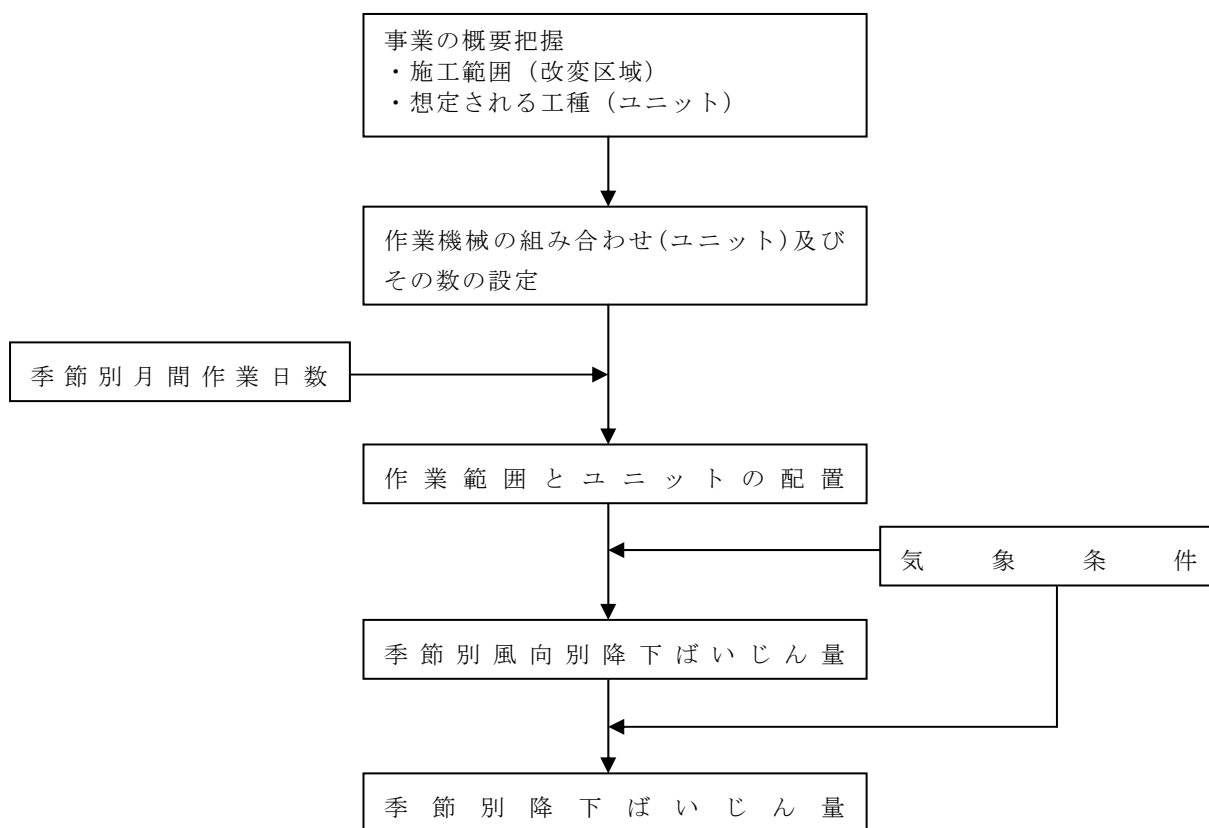 事業の概要把握
・施工範囲（改変区域）
・想定される工種（ユニット）
作業機械の組み合わせ(ユニット)及び
その数の設定
季節別月間作業日数
作業範囲とユニットの配置
気象条件
季節別風向別降下ばいじん量
季節別降下ばいじん量